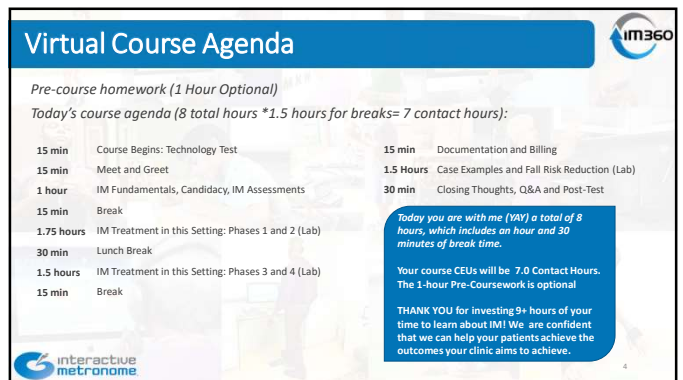 Virtual Course Agenda
IM360
Pre-course homework (1 Hour Optional)
Today's course agenda (8 total hours *1.5 hours for breaks= 7 contact hours):
15 min Course Begins: Technology Test
15 min Meet and Greet
1 hour IM Fundamentals, Candidacy, IM Assessments
15 min Break
1.75 hours IM Treatment in this Setting: Phases 1 and 2 (Lab)
30 min Lunch Break
1.5 hours IM Treatment in this Setting: Phases 3 and 4 (Lab)
15 min Break
15 min Documentation and Billing
1.5 Hours Case Examples and Fall Risk Reduction (Lab)
30 min Closing Thoughts, Q&A and Post-Test
Today you are with me (YAY) a total of 8
hours, which includes an hour and 30
minutes of break time.
Your course CEUs will be 7.0 Contact Hours.
The 1-hour Pre-Coursework is optional
THANK YOU for investing 9+ hours of your
time to learn about IM! We are confident
that we can help your patients achieve the
outcomes your clinic aims to achieve.
interactive
metronome
4